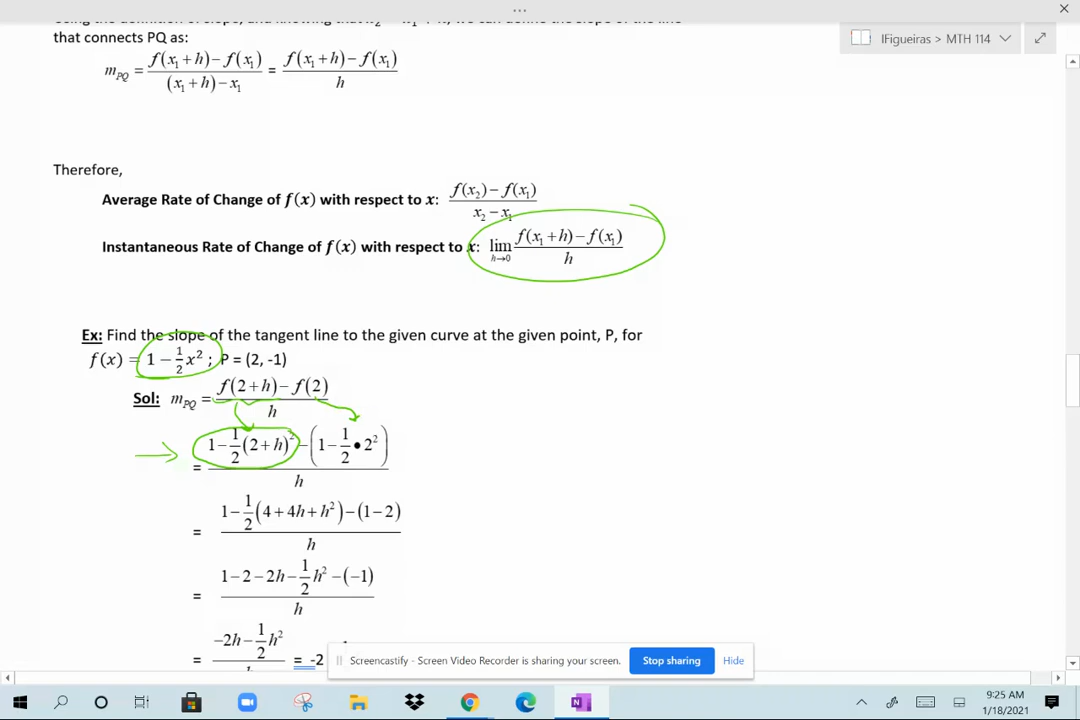 that connects PQ as:
m_PQ = (f(x₁+h)−f(x₁))/((x₁+h)−x₁) = (f(x₁+h)−f(x₁))/h
IFigueiras > MTH 114
Therefore,
Average Rate of Change of f(x) with respect to x: (f(x₂)−f(x₁))/(x₂−x₁)
Instantaneous Rate of Change of f(x) with respect to x: lim h→0 (f(x₁+h)−f(x₁))/h
Ex: Find the slope of the tangent line to the given curve at the given point, P, for
f(x) = 1−½x² ; P = (2, -1)
Sol: m_PQ = (f(2+h)−f(2))/h
= (1−½(2+h)²−(1−½•2²))/h
= (1−½(4+4h+h²)−(1−2))/h
= (1−2−2h−½h²−(−1))/h
= (−2h−½h²)/h = -2
Screencastify - Screen Video Recorder is sharing your screen.
Stop sharing
Hide
9:25 AM
1/18/2021